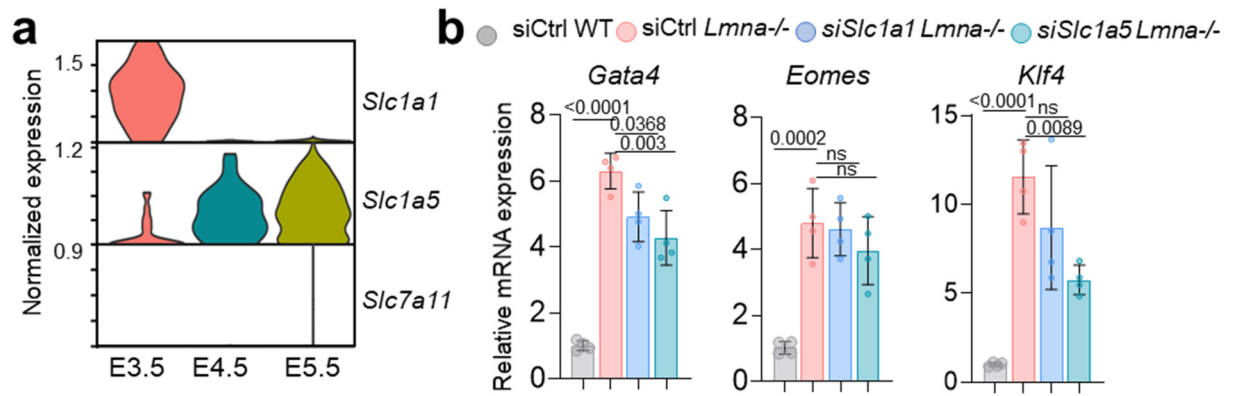 a
Normalized expression
1.5
Slc1a1
1.2
Slc1a5
0.9
Slc7a11
E3.5 E4.5 E5.5
b
siCtrl WT siCtrl Lmna-/- siSlc1a1 Lmna-/- siSlc1a5 Lmna-/-
Relative mRNA expression
Gata4
<0.0001
0.0368
0.003
8
6
4
2
0
Eomes
0.0002
ns
ns
8
6
4
2
0
Klf4
<0.0001 ns
0.0089
15
10
5
0